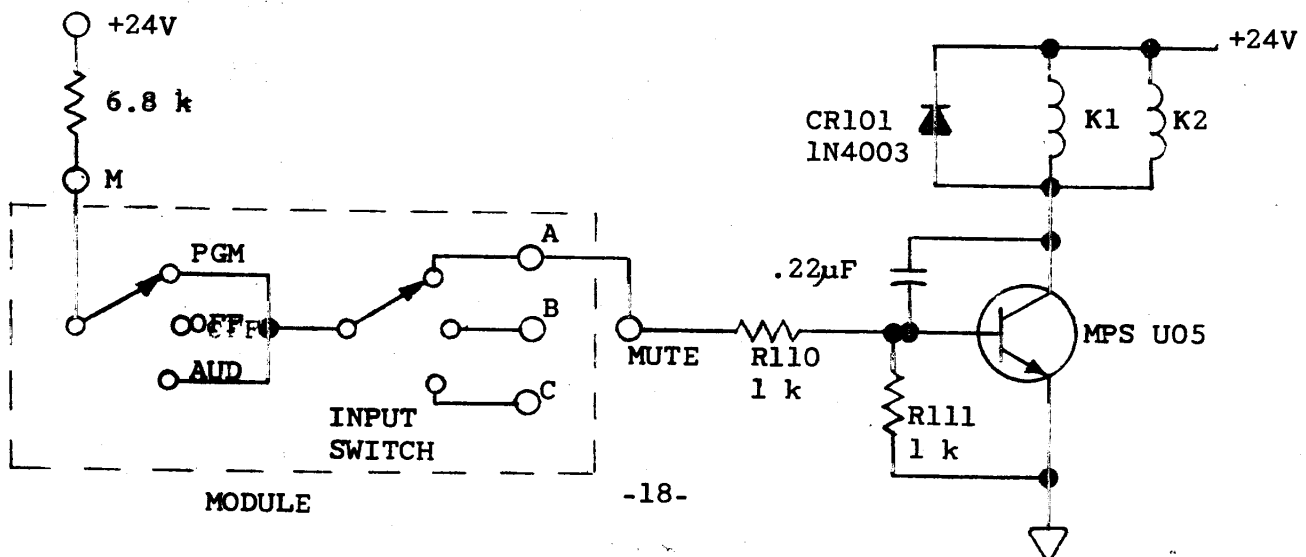 +24V
6.8 k
M
PGM
OFF
AUD
INPUT
SWITCH
A
B
C
MODULE
-18-
MUTE
R110
1 k
R111
1 k
.22µF
MPS U05
CR101
1N4003
K1
K2
+24V